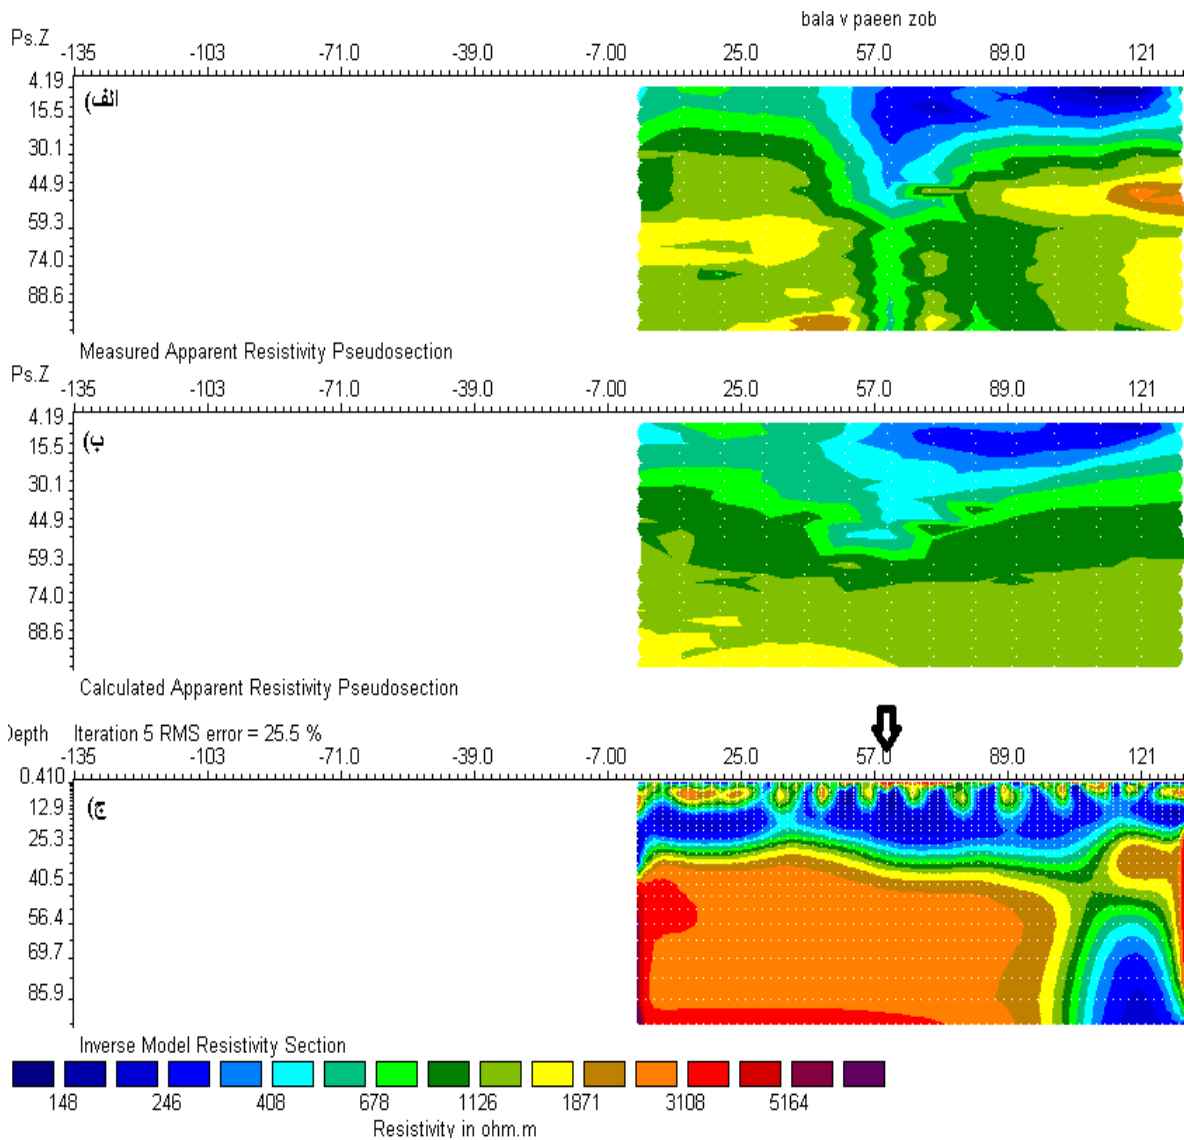 bala v paeen zob
Ps.Z
-135 -103 -71.0 -39.0 -7.00 25.0 57.0 89.0 121
4.19
الف)
15.5
30.1
44.9
59.3
74.0
88.6
Measured Apparent Resistivity Pseudosection
Ps.Z
-135 -103 -71.0 -39.0 -7.00 25.0 57.0 89.0 121
4.19
ب)
15.5
30.1
44.9
59.3
74.0
88.6
Calculated Apparent Resistivity Pseudosection
Depth Iteration 5 RMS error = 25.5 %
-135 -103 -71.0 -39.0 -7.00 25.0 57.0 89.0 121
0.410
ج)
12.9
25.3
40.5
56.4
69.7
85.9
Inverse Model Resistivity Section
148 246 408 678 1126 1871 3108 5164
Resistivity in ohm.m